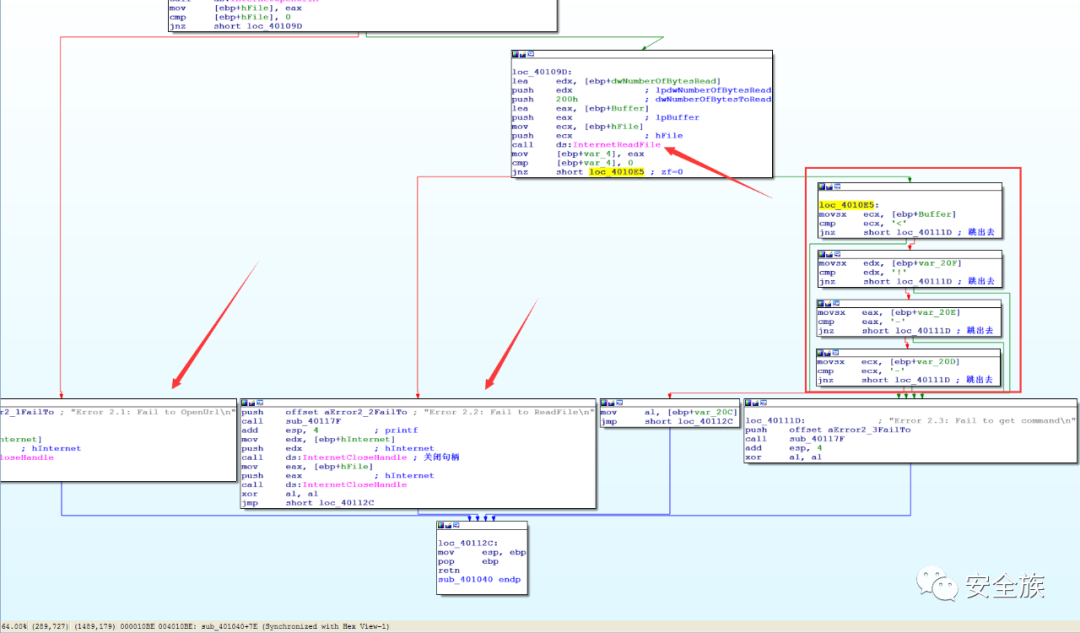 mov [ebp+hFile], eax
cmp [ebp+hFile], 0
jnz short loc_40109D
loc_40109D:
lea edx, [ebp+dwNumberOfBytesRead]
push edx ; lpdwNumberOfBytesRead
push 200h ; dwNumberOfBytesToRead
lea eax, [ebp+Buffer]
push eax ; lpBuffer
mov ecx, [ebp+hFile]
push ecx ; hFile
call ds:InternetReadFile
mov [ebp+var_4], eax
cmp [ebp+var_4], 0
jnz short loc_4010E5 ; zf=0
loc_4010E5:
movsx ecx, [ebp+Buffer]
cmp ecx, '<'
jnz short loc_40111D ; 跳出去
movsx edx, [ebp+var_20F]
cmp edx, '!'
jnz short loc_40111D ; 跳出去
movsx eax, [ebp+var_20E]
cmp eax, '-'
jnz short loc_40111D ; 跳出去
movsx ecx, [ebp+var_20D]
cmp ecx, '-'
jnz short loc_40111D ; 跳出去
r2_1FailTo ; "Error 2.1: Fail to OpenUrl\n"
nternet]
; hInternet
loseHandle
push offset aError2_2FailTo ; "Error 2.2: Fail to ReadFile\n"
call sub_40117F
add esp, 4 ; printf
mov edx, [ebp+hInternet]
push edx ; hInternet
call ds:InternetCloseHandle ; 关闭句柄
mov eax, [ebp+hFile]
push eax ; hInternet
call ds:InternetCloseHandle
xor al, al
jmp short loc_40112C
mov al, [ebp+var_20C]
jmp short loc_40112C
loc_40111D: ; "Error 2.3: Fail to get command\n"
push offset aError2_3FailTo
call sub_40117F
add esp, 4
xor al, al
loc_40112C:
mov esp, ebp
pop ebp
retn
sub_401040 endp
安全族
64.00% (289,727) (1489,179) 000010BE 004010BE: sub_401040+7E (Synchronized with Hex View-1)